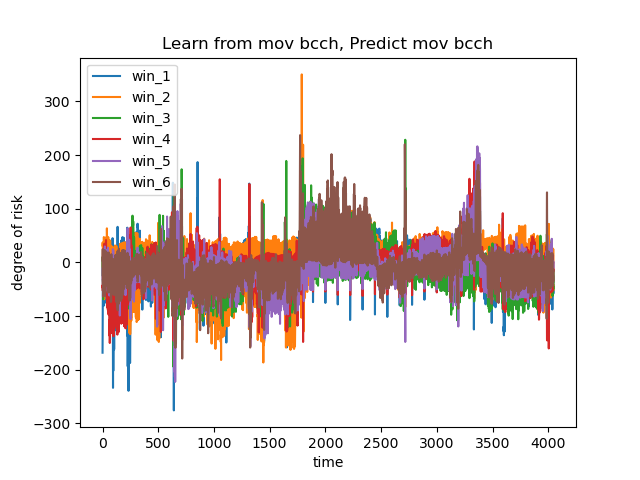 Learn from mov bcch, Predict mov bcch
win_1
win_2
win_3
win_4
win_5
win_6
300
200
100
0
−100
−200
−300
degree of risk
0 500 1000 1500 2000 2500 3000 3500 4000
time